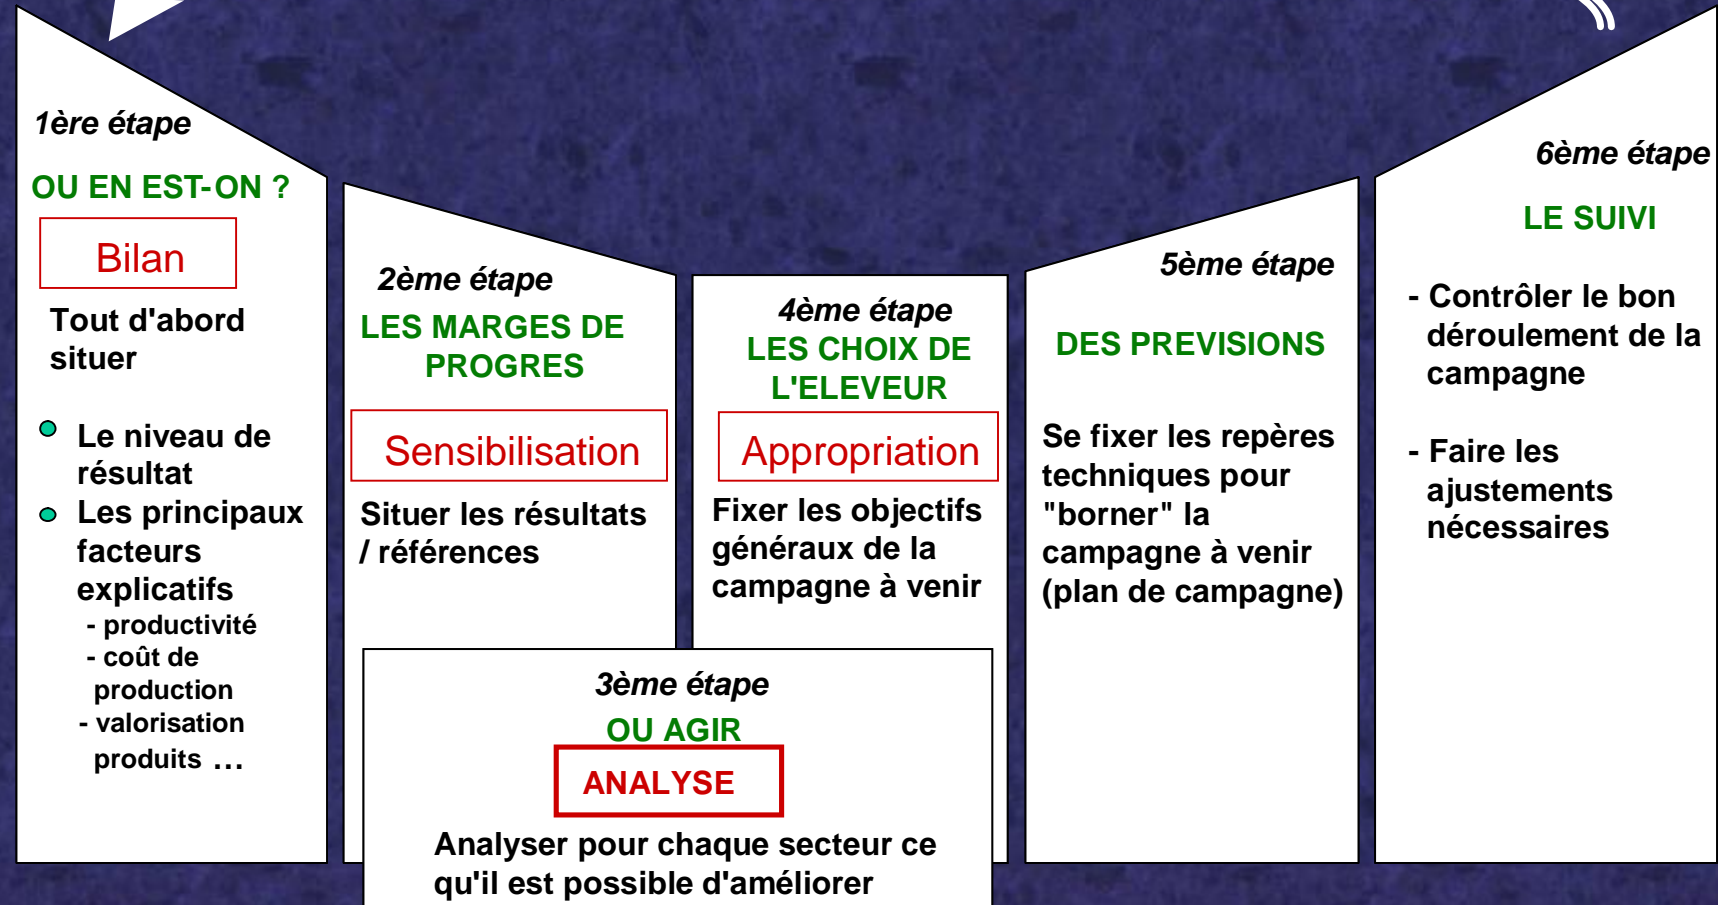 1ère étape
OU EN EST-ON ?
Bilan
Tout d'abord
situer
Le niveau de
résultat
Les principaux
facteurs
explicatifs
- productivité
- coût de
production
- valorisation
produits ...
2ème étape
LES MARGES DE
PROGRES
Sensibilisation
Situer les résultats
/ références
3ème étape
OU AGIR
ANALYSE
Analyser pour chaque secteur ce
qu'il est possible d'améliorer
4ème étape
LES CHOIX DE
L'ELEVEUR
Appropriation
Fixer les objectifs
généraux de la
campagne à venir
5ème étape
DES PREVISIONS
Se fixer les repères
techniques pour
"borner" la
campagne à venir
(plan de campagne)
6ème étape
LE SUIVI
- Contrôler le bon
déroulement de la
campagne
- Faire les
ajustements
nécessaires